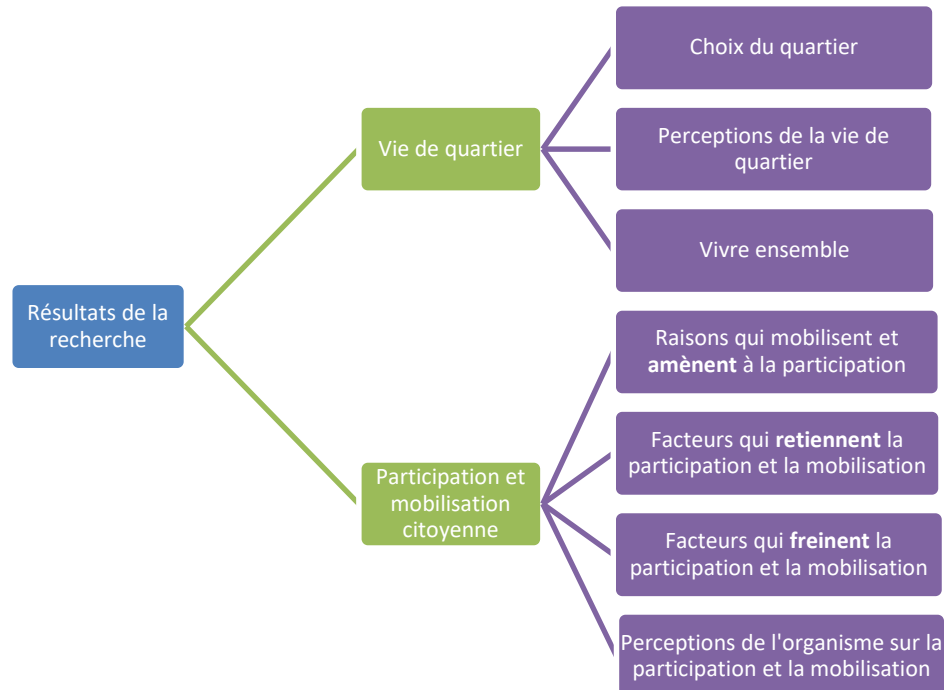 Résultats de la
recherche
Vie de quartier
Choix du quartier
Perceptions de la vie de
quartier
Vivre ensemble
Participation et
mobilisation
citoyenne
Raisons qui mobilisent et
amènent à la participation
Facteurs qui retiennent la
participation et la mobilisation
Facteurs qui freinent la
participation et la mobilisation
Perceptions de l'organisme sur la
participation et la mobilisation